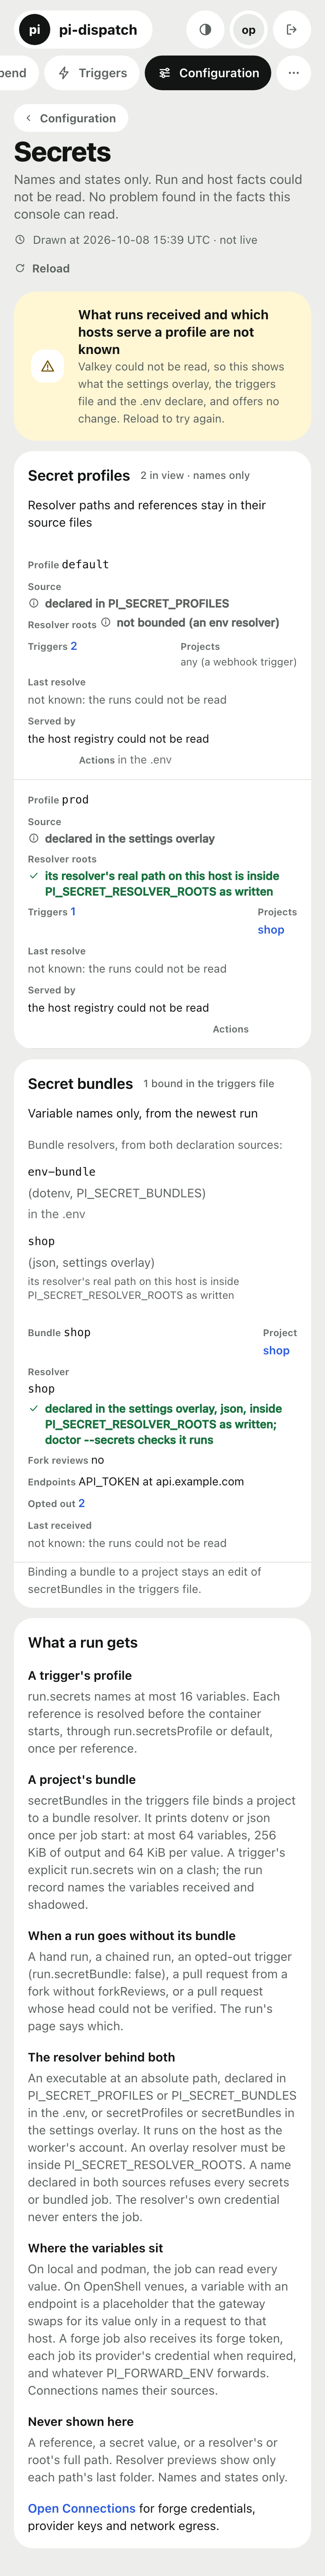 pi pi-dispatch op
pend Triggers Configuration ...
Configuration
Secrets
Names and states only. Run and host facts could
not be read. No problem found in the facts this
console can read.
Drawn at 2026-10-08 15:39 UTC · not live
Reload
What runs received and which
hosts serve a profile are not
known
Valkey could not be read, so this shows
what the settings overlay, the triggers
file and the .env declare, and offers no
change. Reload to try again.
Secret profiles 2 in view · names only
Resolver paths and references stay in their
source files
Profile default
Source
declared in PI_SECRET_PROFILES
Resolver roots not bounded (an env resolver)
Triggers 2 Projects
any (a webhook trigger)
Last resolve
not known: the runs could not be read
Served by
the host registry could not be read
Actions in the .env
Profile prod
Source
declared in the settings overlay
Resolver roots
its resolver's real path on this host is inside
PI_SECRET_RESOLVER_ROOTS as written
Triggers 1 Projects
shop
Last resolve
not known: the runs could not be read
Served by
the host registry could not be read
Actions
Secret bundles 1 bound in the triggers file
Variable names only, from the newest run
Bundle resolvers, from both declaration sources:
env-bundle
(dotenv, PI_SECRET_BUNDLES)
in the .env
shop
(json, settings overlay)
its resolver's real path on this host is inside
PI_SECRET_RESOLVER_ROOTS as written
Bundle shop Project
shop
Resolver
shop
declared in the settings overlay, json, inside
PI_SECRET_RESOLVER_ROOTS as written;
doctor --secrets checks it runs
Fork reviews no
Endpoints API_TOKEN at api.example.com
Opted out 2
Last received
not known: the runs could not be read
Binding a bundle to a project stays an edit of
secretBundles in the triggers file.
What a run gets
A trigger's profile
run.secrets names at most 16 variables. Each
reference is resolved before the container
starts, through run.secretsProfile or default,
once per reference.
A project's bundle
secretBundles in the triggers file binds a project
to a bundle resolver. It prints dotenv or json
once per job start: at most 64 variables, 256
KiB of output and 64 KiB per value. A trigger's
explicit run.secrets win on a clash; the run
record names the variables received and
shadowed.
When a run goes without its bundle
A hand run, a chained run, an opted-out trigger
(run.secretBundle: false), a pull request from a
fork without forkReviews, or a pull request
whose head could not be verified. The run's
page says which.
The resolver behind both
An executable at an absolute path, declared in
PI_SECRET_PROFILES or PI_SECRET_BUNDLES
in the .env, or secretProfiles or secretBundles in
the settings overlay. It runs on the host as the
worker's account. An overlay resolver must be
inside PI_SECRET_RESOLVER_ROOTS. A name
declared in both sources refuses every secrets
or bundled job. The resolver's own credential
never enters the job.
Where the variables sit
On local and podman, the job can read every
value. On OpenShell venues, a variable with an
endpoint is a placeholder that the gateway
swaps for its value only in a request to that
host. A forge job also receives its forge token,
each job its provider's credential when required,
and whatever PI_FORWARD_ENV forwards.
Connections names their sources.
Never shown here
A reference, a secret value, or a resolver's or
root's full path. Resolver previews show only
each path's last folder. Names and states only.
Open Connections for forge credentials,
provider keys and network egress.